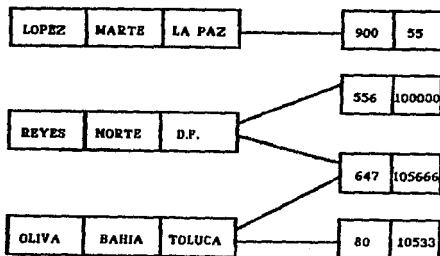 LOPEZ MARTE LA PAZ 900 55
556 100000
REYES NORTE D.F.
647 105666
OLIVA BAHIA TOLUCA 80 10533